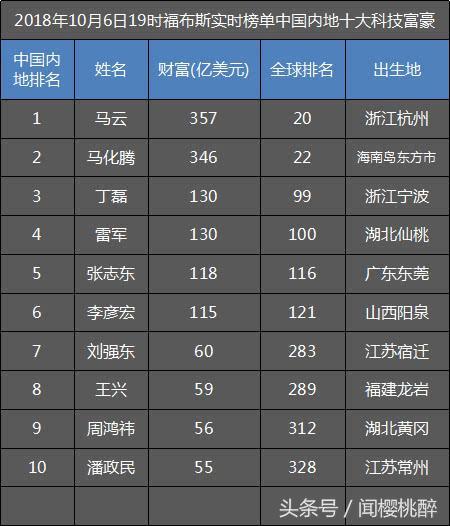 2018年10月6日19时福布斯实时榜单中国内地十大科技富豪
中国内地排名 姓名 财富(亿美元) 全球排名 出生地
1 马云 357 20 浙江杭州
2 马化腾 346 22 海南岛东方市
3 丁磊 130 99 浙江宁波
4 雷军 130 100 湖北仙桃
5 张志东 118 116 广东东莞
6 李彦宏 115 121 山西阳泉
7 刘强东 60 283 江苏宿迁
8 王兴 59 289 福建龙岩
9 周鸿祎 56 312 湖北黄冈
10 潘政民 55 328 江苏常州
头条号 / 闻樱桃醉